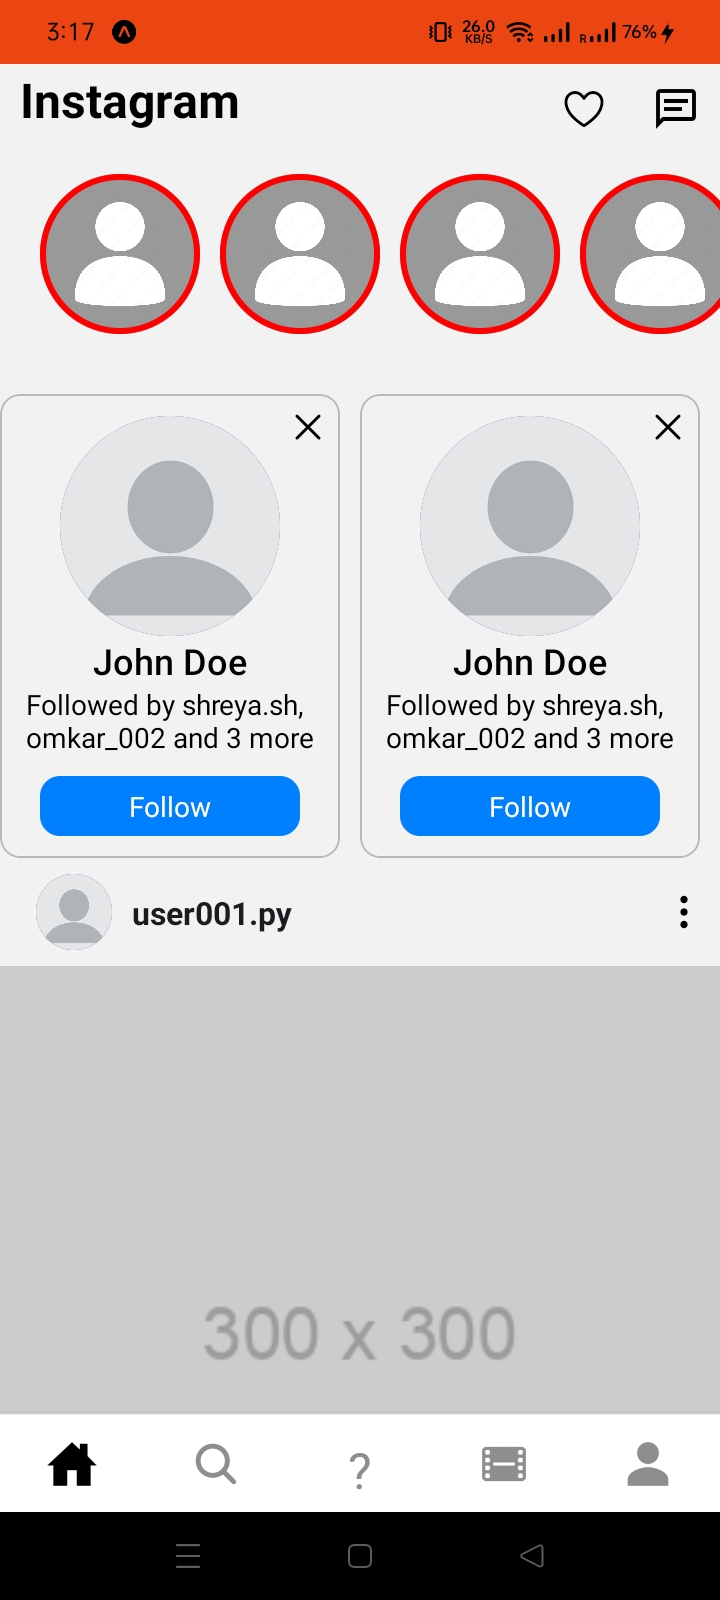 3:17 26.0 KB/S R 76%
Instagram
John Doe John Doe
Followed by shreya.sh, Followed by shreya.sh,
omkar_002 and 3 more omkar_002 and 3 more
Follow Follow
user001.py
300 x 300
?